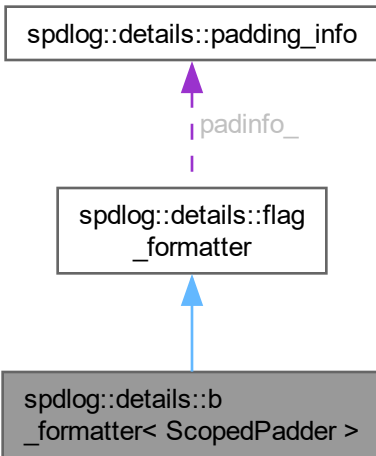 spdlog::details::padding_info
padinfo_
spdlog::details::flag
_formatter
spdlog::details::b
_formatter< ScopedPadder >